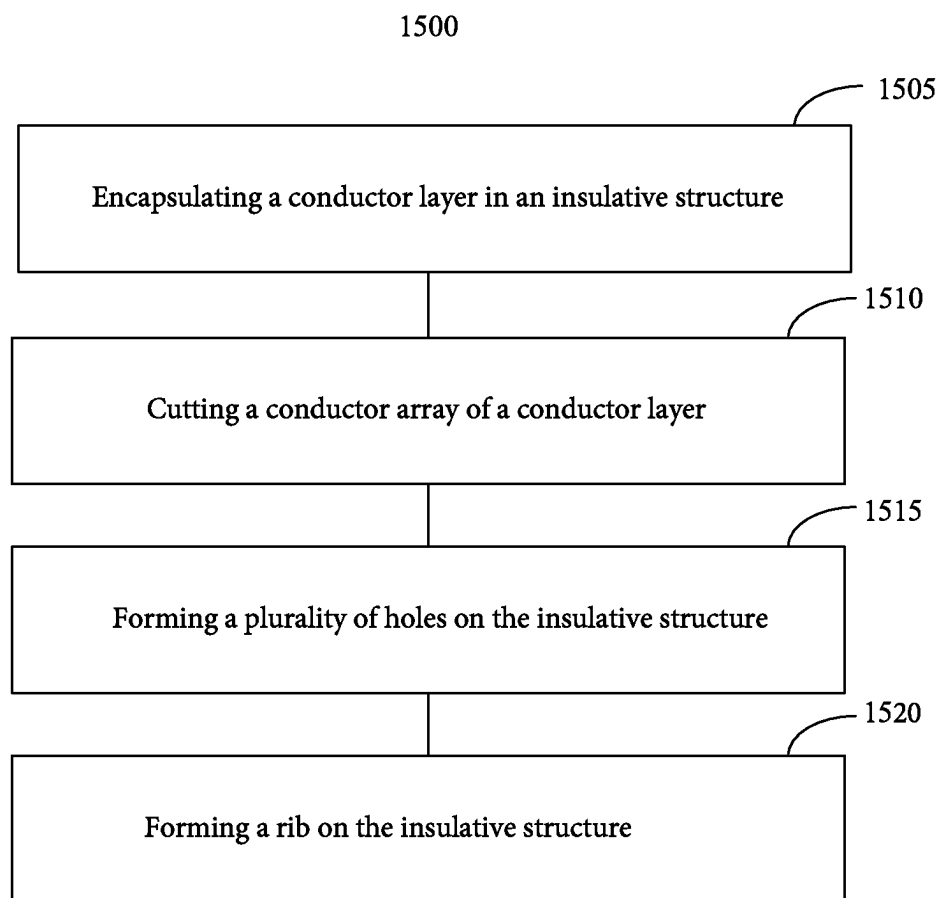 1500
1505
Encapsulating a conductor layer in an insulative structure
1510
Cutting a conductor array of a conductor layer
1515
Forming a plurality of holes on the insulative structure
1520
Forming a rib on the insulative structure